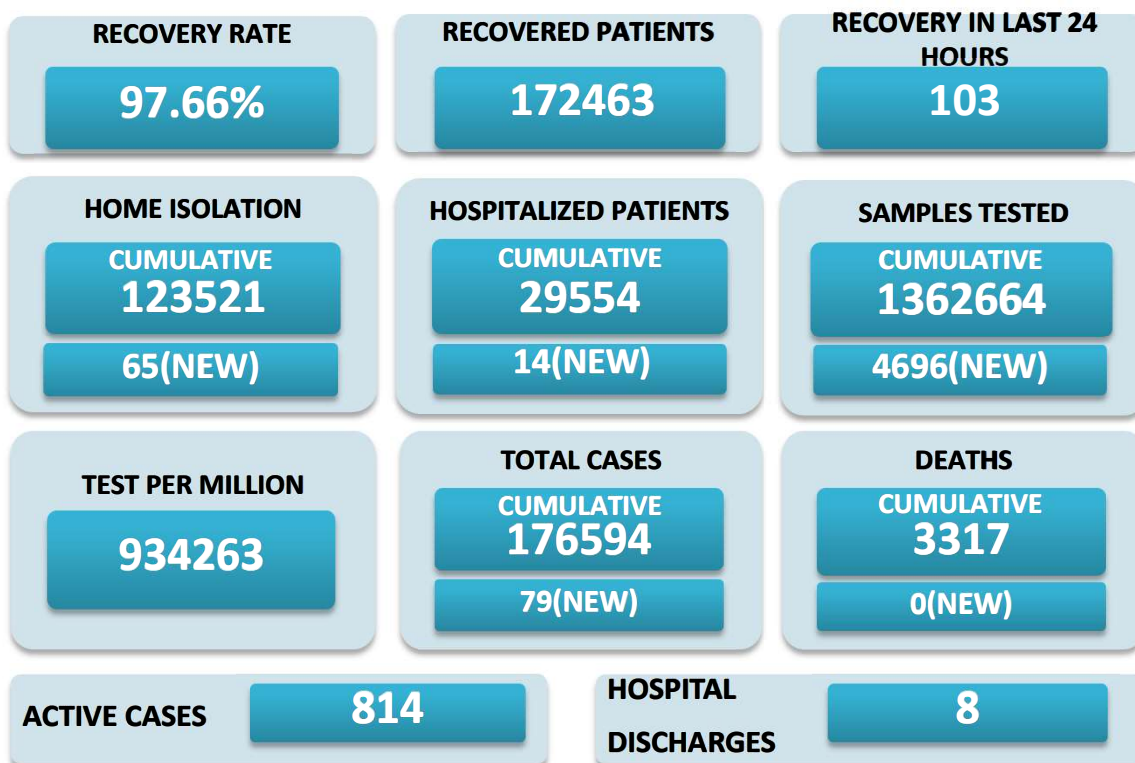 RECOVERY RATE
97.66%
RECOVERED PATIENTS
172463
RECOVERY IN LAST 24
HOURS
103
HOME ISOLATION
CUMULATIVE
123521
65(NEW)
HOSPITALIZED PATIENTS
CUMULATIVE
29554
14(NEW)
SAMPLES TESTED
CUMULATIVE
1362664
4696(NEW)
TEST PER MILLION
934263
TOTAL CASES
CUMULATIVE
176594
79(NEW)
DEATHS
CUMULATIVE
3317
0(NEW)
ACTIVE CASES
814
HOSPITAL
DISCHARGES
8